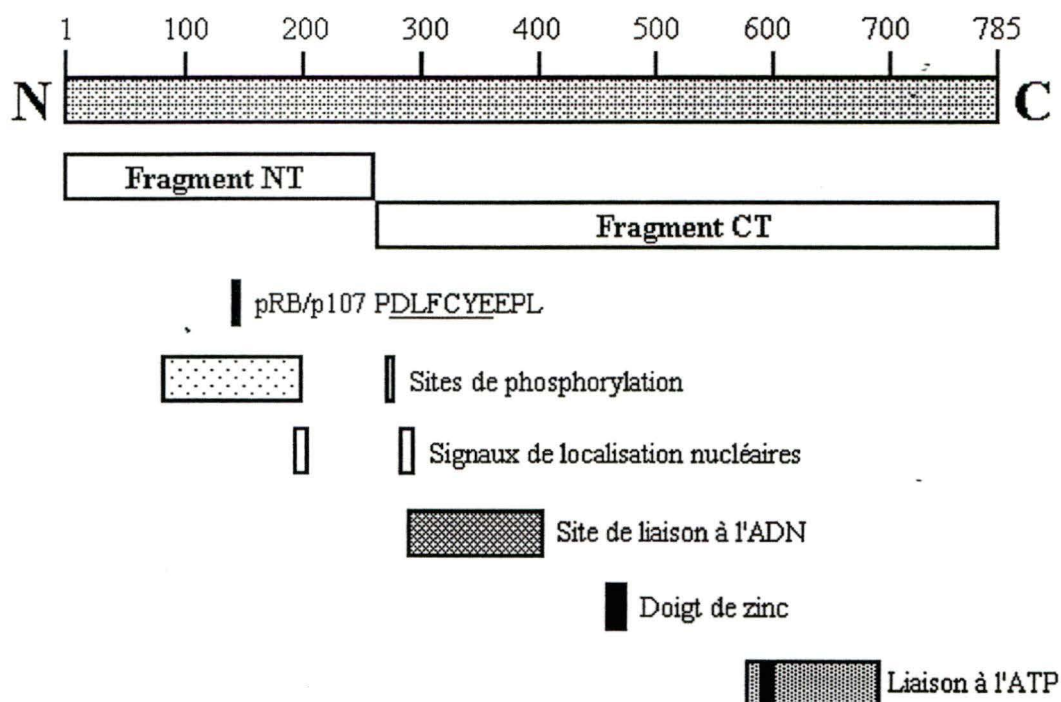 1 100 200 300 400 500 600 700 785
N C
Fragment NT
Fragment CT
pRB/p107 PDLFCYEEPL
Sites de phosphorylation
Signaux de localisation nucléaires
Site de liaison à l'ADN
Doigt de zinc
Liaison à l'ATP